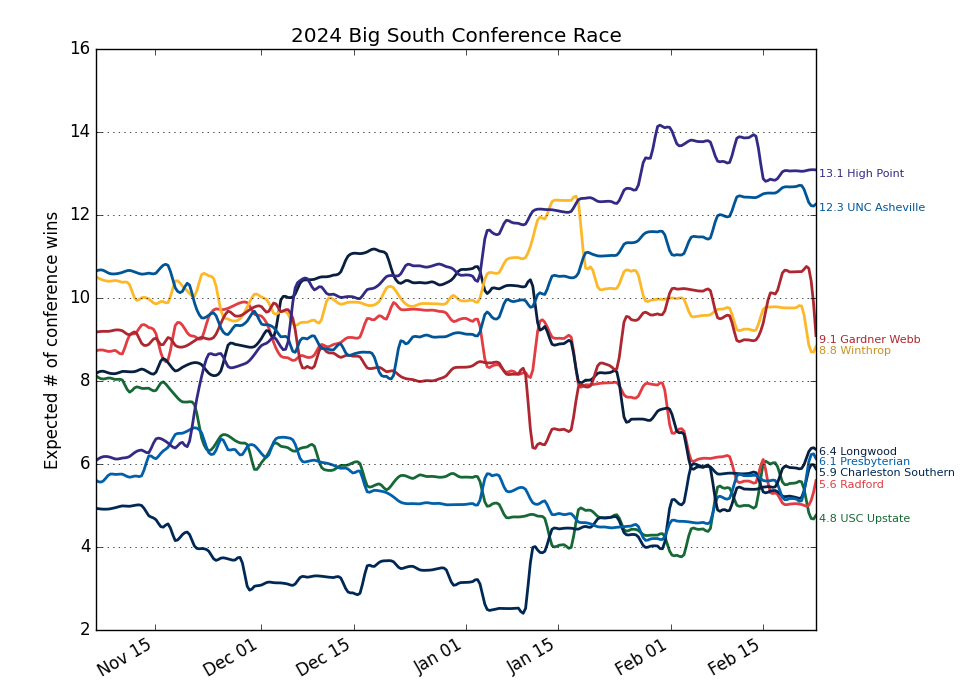 2024 Big South Conference Race
Expected # of conference wins
16
14
12
10
8
6
4
2
13.1 High Point
12.3 UNC Asheville
9.1 Gardner Webb
8.8 Winthrop
6.4 Longwood
6.1 Presbyterian
5.9 Charleston Southern
5.6 Radford
4.8 USC Upstate
Nov 15
Dec 01
Dec 15
Jan 01
Jan 15
Feb 01
Feb 15